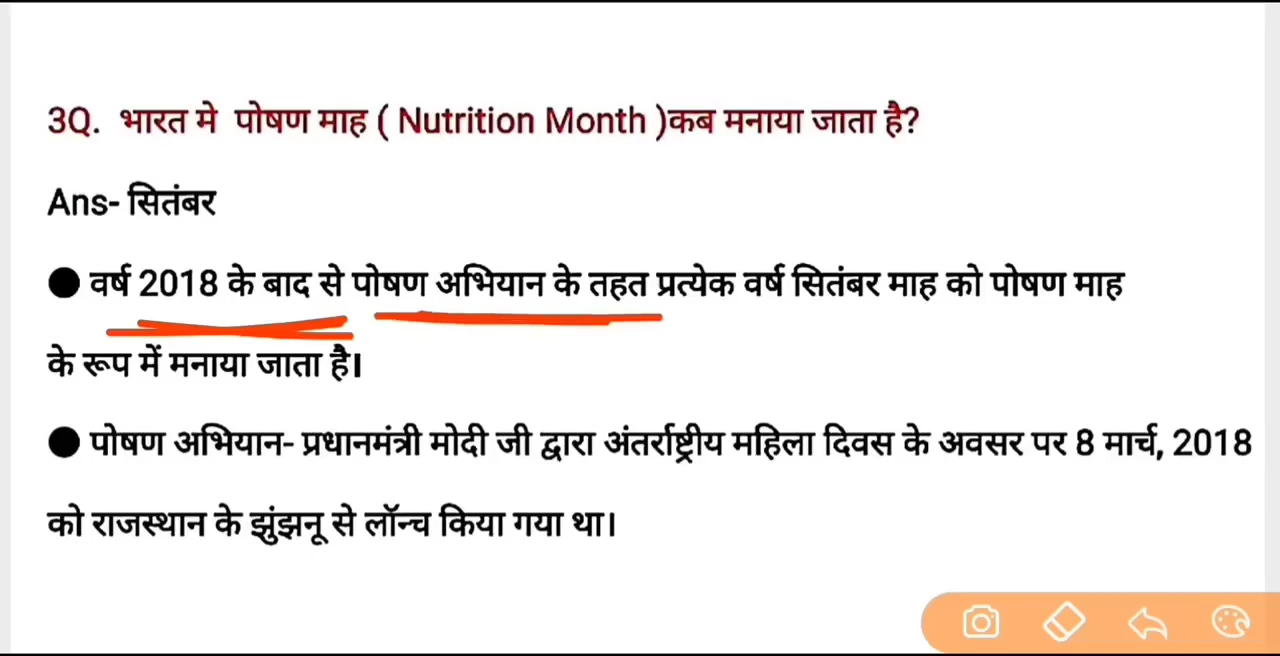 3Q. भारत मे पोषण माह ( Nutrition Month )कब मनाया जाता है?
Ans- सितंबर
● वर्ष 2018 के बाद से पोषण अभियान के तहत प्रत्येक वर्ष सितंबर माह को पोषण माह
के रूप में मनाया जाता है।
● पोषण अभियान- प्रधानमंत्री मोदी जी द्वारा अंतर्राष्ट्रीय महिला दिवस के अवसर पर 8 मार्च, 2018
को राजस्थान के झुंझनू से लॉन्च किया गया था।